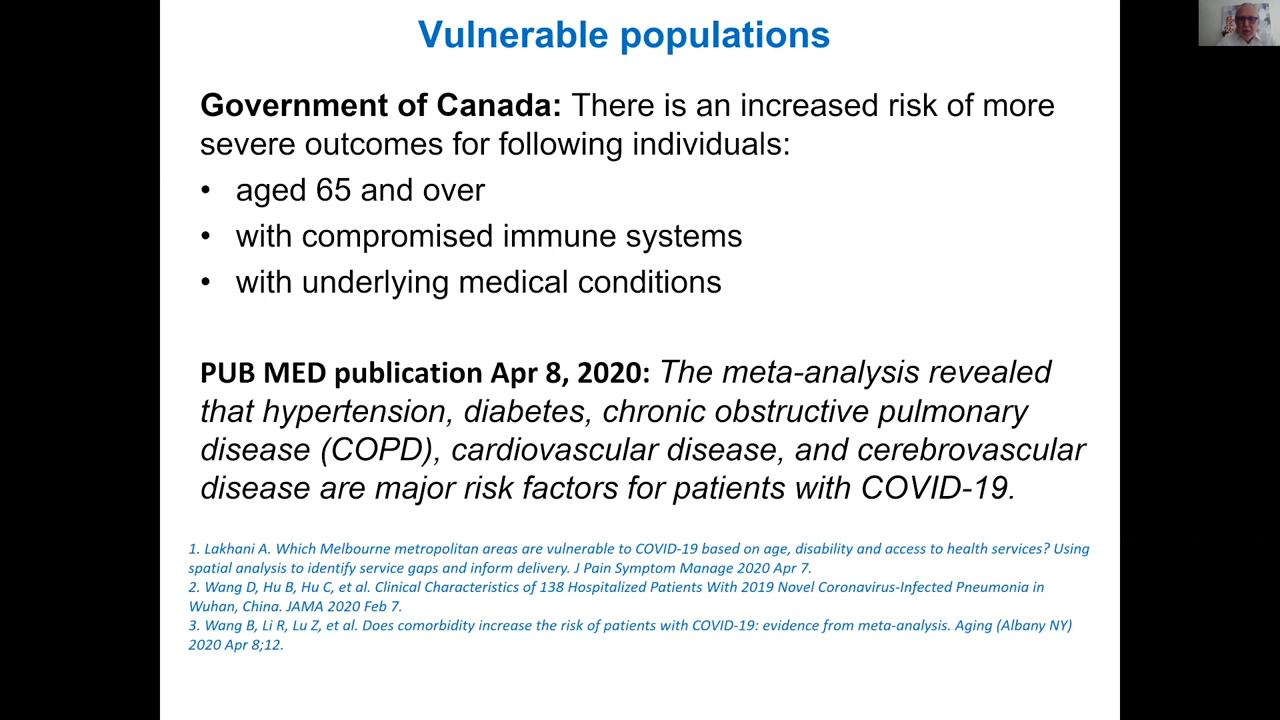 Vulnerable populations
Government of Canada: There is an increased risk of more
severe outcomes for following individuals:
• aged 65 and over
• with compromised immune systems
• with underlying medical conditions
PUB MED publication Apr 8, 2020: The meta-analysis revealed
that hypertension, diabetes, chronic obstructive pulmonary
disease (COPD), cardiovascular disease, and cerebrovascular
disease are major risk factors for patients with COVID-19.
1. Lakhani A. Which Melbourne metropolitan areas are vulnerable to COVID-19 based on age, disability and access to health services? Using
spatial analysis to identify service gaps and inform delivery. J Pain Symptom Manage 2020 Apr 7.
2. Wang D, Hu B, Hu C, et al. Clinical Characteristics of 138 Hospitalized Patients With 2019 Novel Coronavirus-Infected Pneumonia in
Wuhan, China. JAMA 2020 Feb 7.
3. Wang B, Li R, Lu Z, et al. Does comorbidity increase the risk of patients with COVID-19: evidence from meta-analysis. Aging (Albany NY)
2020 Apr 8;12.